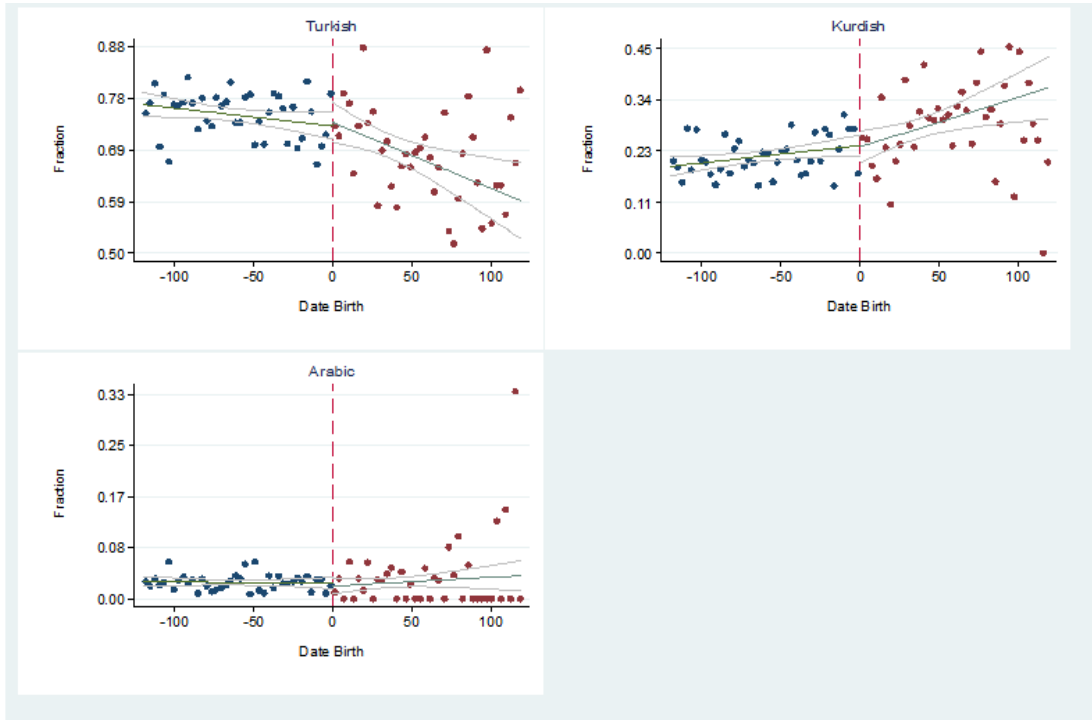 Turkish
Fraction
0.88
0.78
0.69
0.59
0.50
-100 -50 0 50 100
Date Birth
Kurdish
Fraction
0.45
0.34
0.23
0.11
0.00
-100 -50 0 50 100
Date Birth
Arabic
Fraction
0.33
0.25
0.17
0.08
0.00
-100 -50 0 50 100
Date Birth